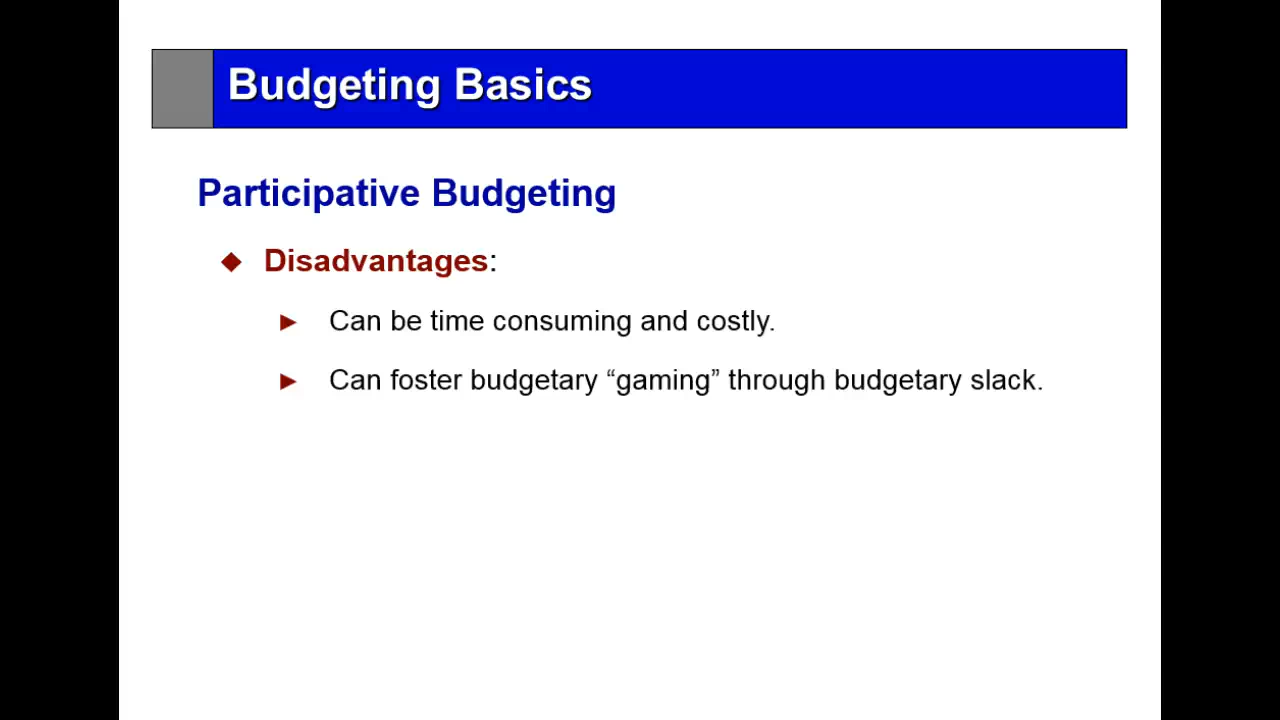 Budgeting Basics
Participative Budgeting
Disadvantages:
Can be time consuming and costly.
Can foster budgetary “gaming” through budgetary slack.